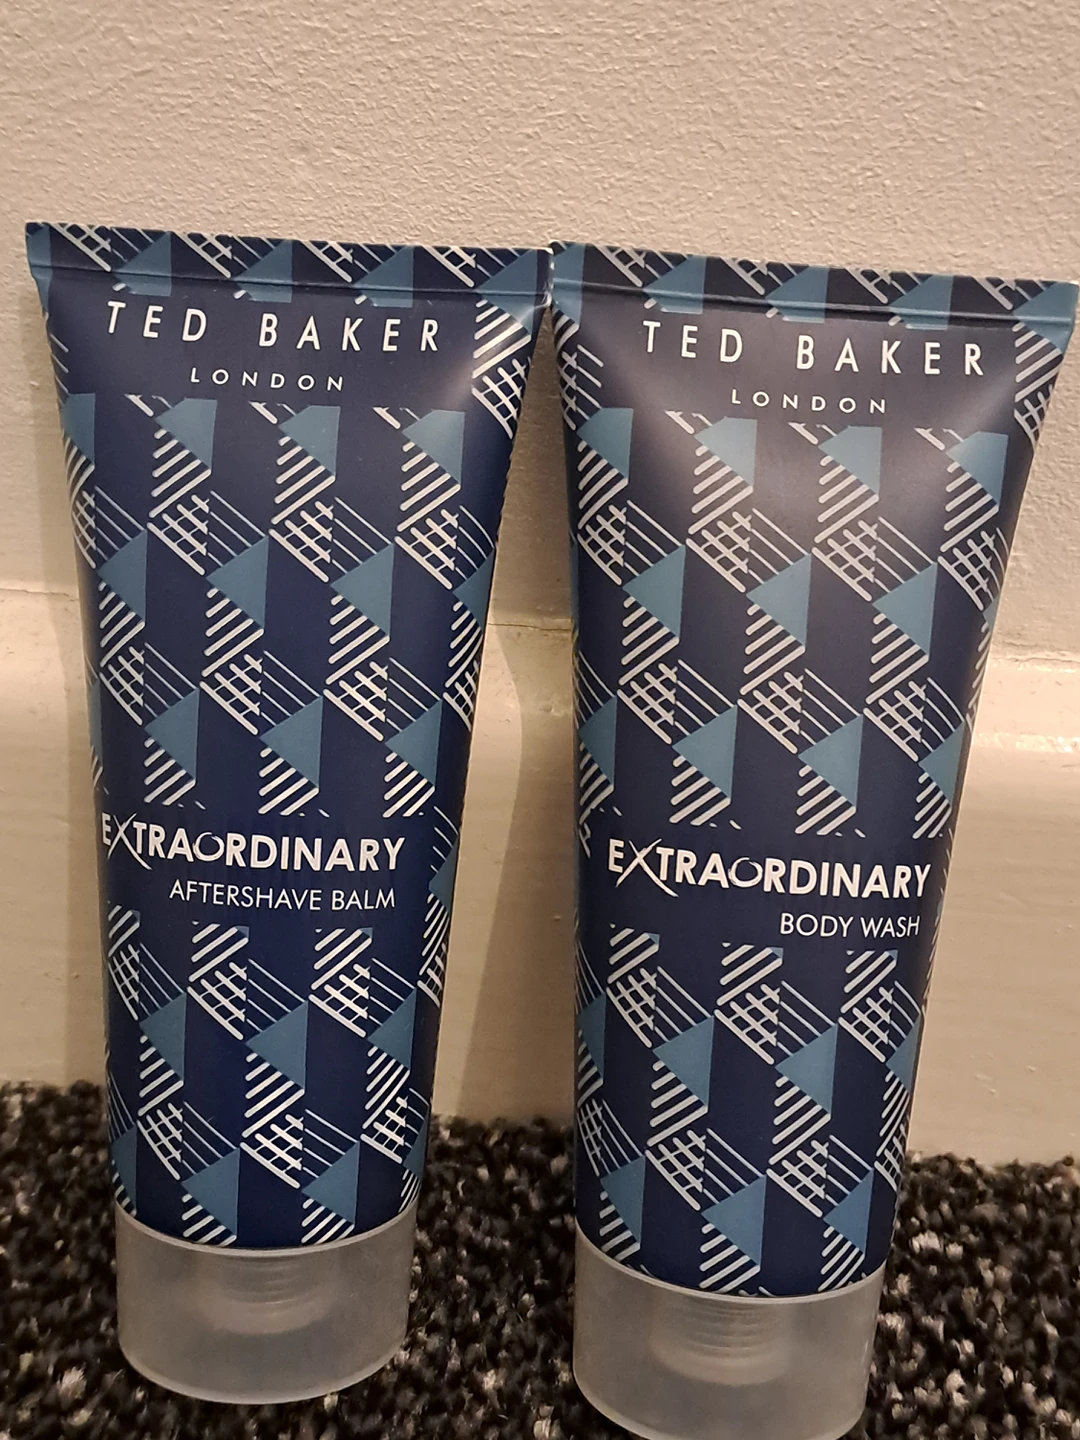 TED BAKER
LONDON
EXTRAORDINARY
AFTERSHAVE BALM
TED BAKER
LONDON
EXTRAORDINARY
BODY WASH